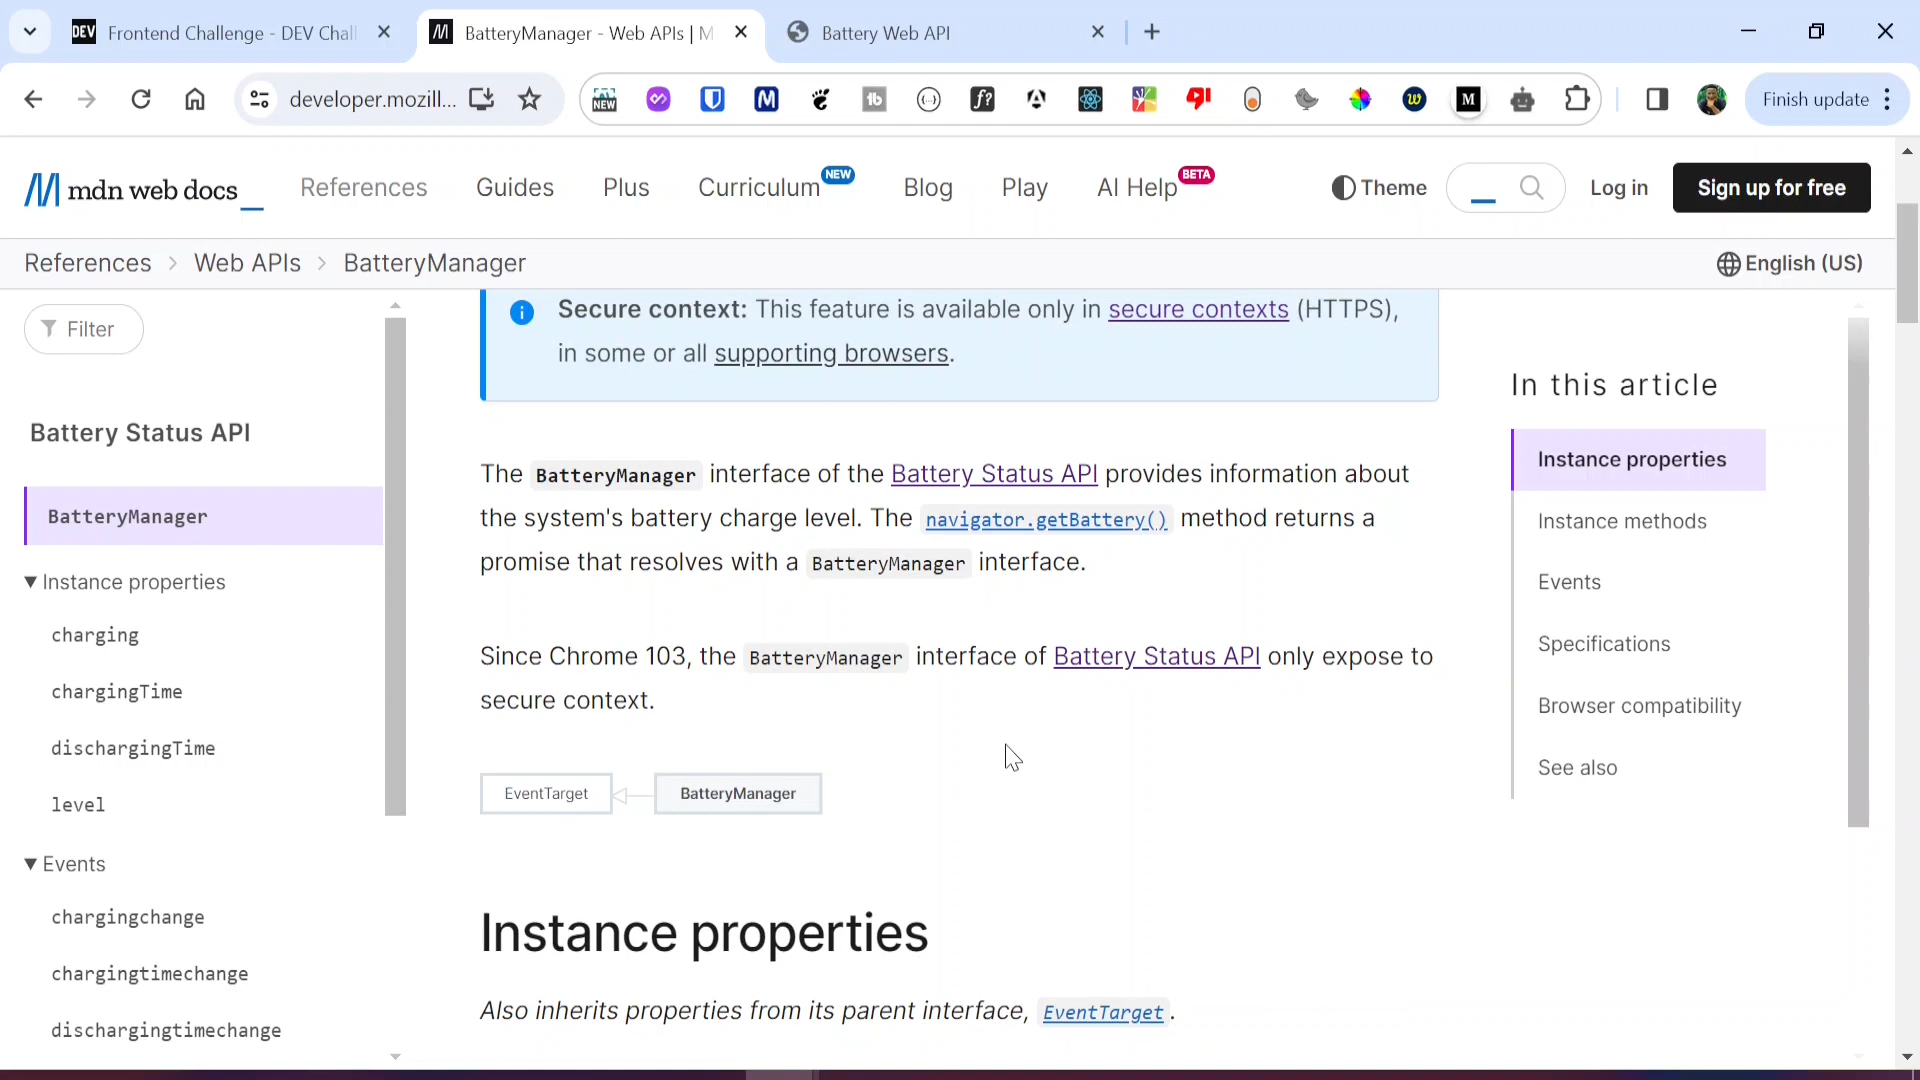 DEV Frontend Challenge - DEV Chall
BatteryManager - Web APIs | M
Battery Web API
developer.mozill...
NEW
tb
f?
w
M
Finish update
mdn web docs
References
Guides
Plus
Curriculum NEW
Blog
Play
AI Help BETA
Theme
Log in
Sign up for free
References > Web APIs > BatteryManager
English (US)
Filter
Battery Status API
BatteryManager
Instance properties
charging
chargingTime
dischargingTime
level
Events
chargingchange
chargingtimechange
dischargingtimechange
Secure context: This feature is available only in secure contexts (HTTPS),
in some or all supporting browsers.
The BatteryManager interface of the Battery Status API provides information about
the system's battery charge level. The navigator.getBattery() method returns a
promise that resolves with a BatteryManager interface.
Since Chrome 103, the BatteryManager interface of Battery Status API only expose to
secure context.
EventTarget
BatteryManager
Instance properties
Also inherits properties from its parent interface, EventTarget.
In this article
Instance properties
Instance methods
Events
Specifications
Browser compatibility
See also